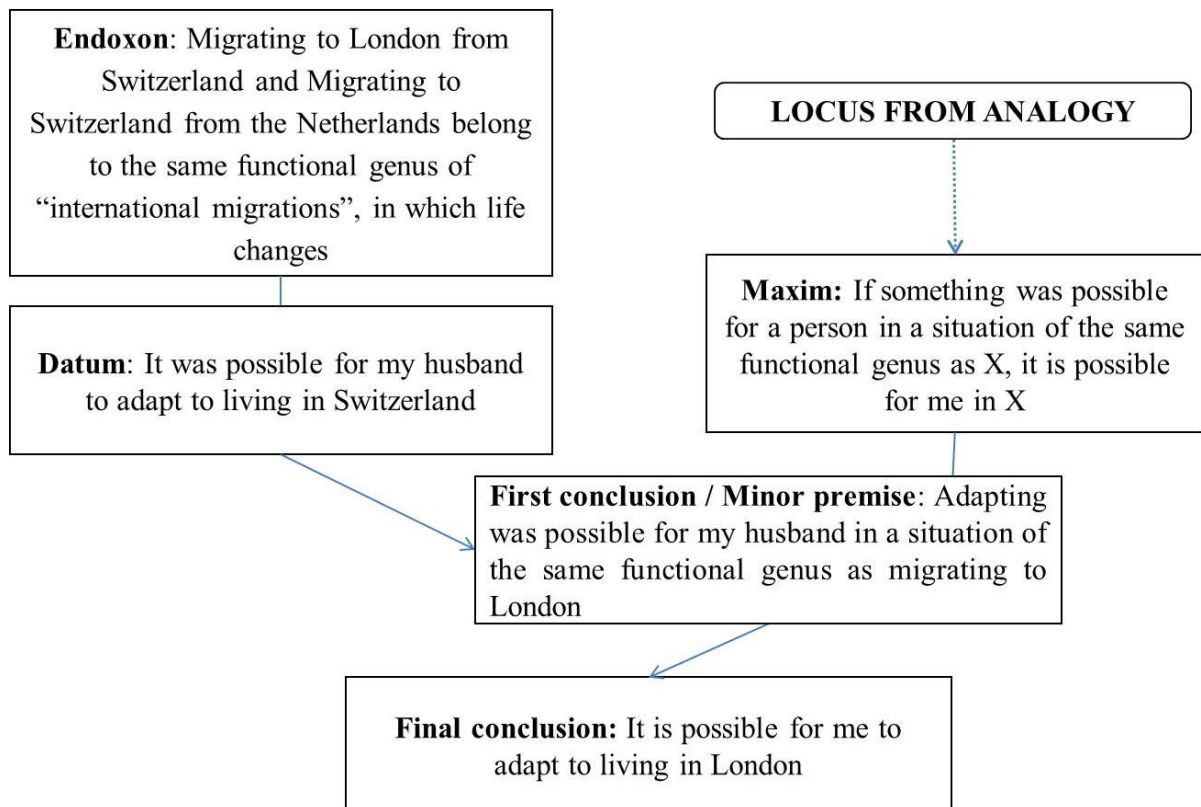 Endoxon: Migrating to London from
Switzerland and Migrating to
Switzerland from the Netherlands belong
to the same functional genus of
“international migrations”, in which life
changes
LOCUS FROM ANALOGY
Maxim: If something was possible
for a person in a situation of the same
functional genus as X, it is possible
for me in X
Datum: It was possible for my husband
to adapt to living in Switzerland
First conclusion / Minor premise: Adapting
was possible for my husband in a situation of
the same functional genus as migrating to
London
Final conclusion: It is possible for me to
adapt to living in London